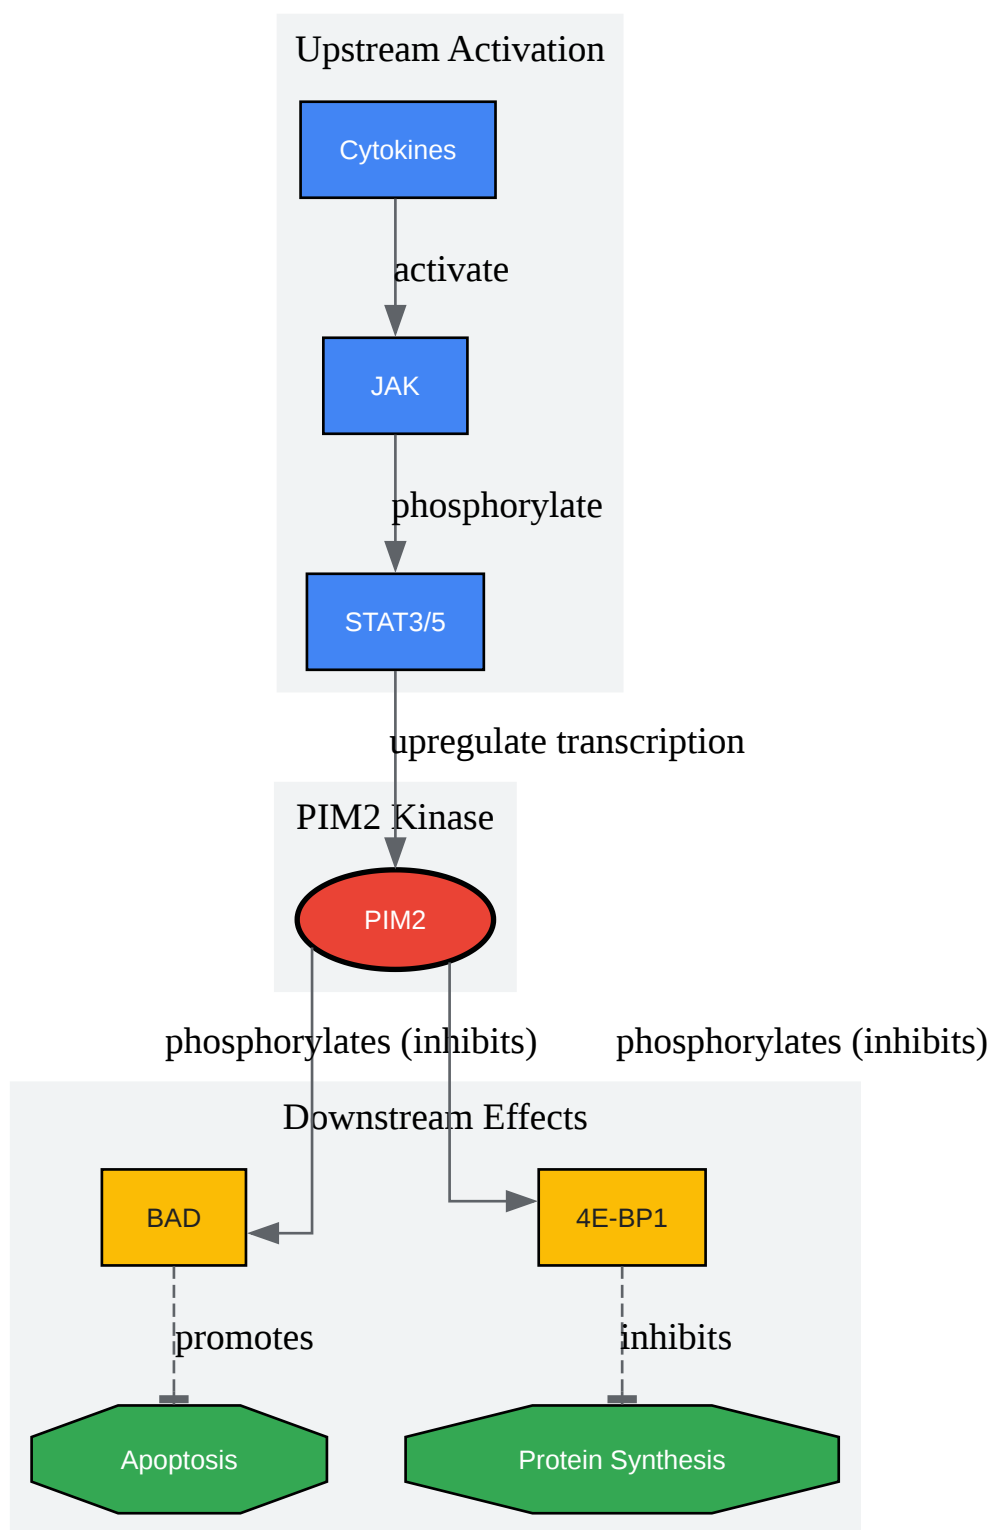 Upstream Activation
Cytokines
activate
JAK
phosphorylate
STAT3/5
upregulate transcription
PIM2 Kinase
PIM2
phosphorylates (inhibits)
phosphorylates (inhibits)
Downstream Effects
BAD
4E-BP1
promotes
inhibits
Apoptosis
Protein Synthesis